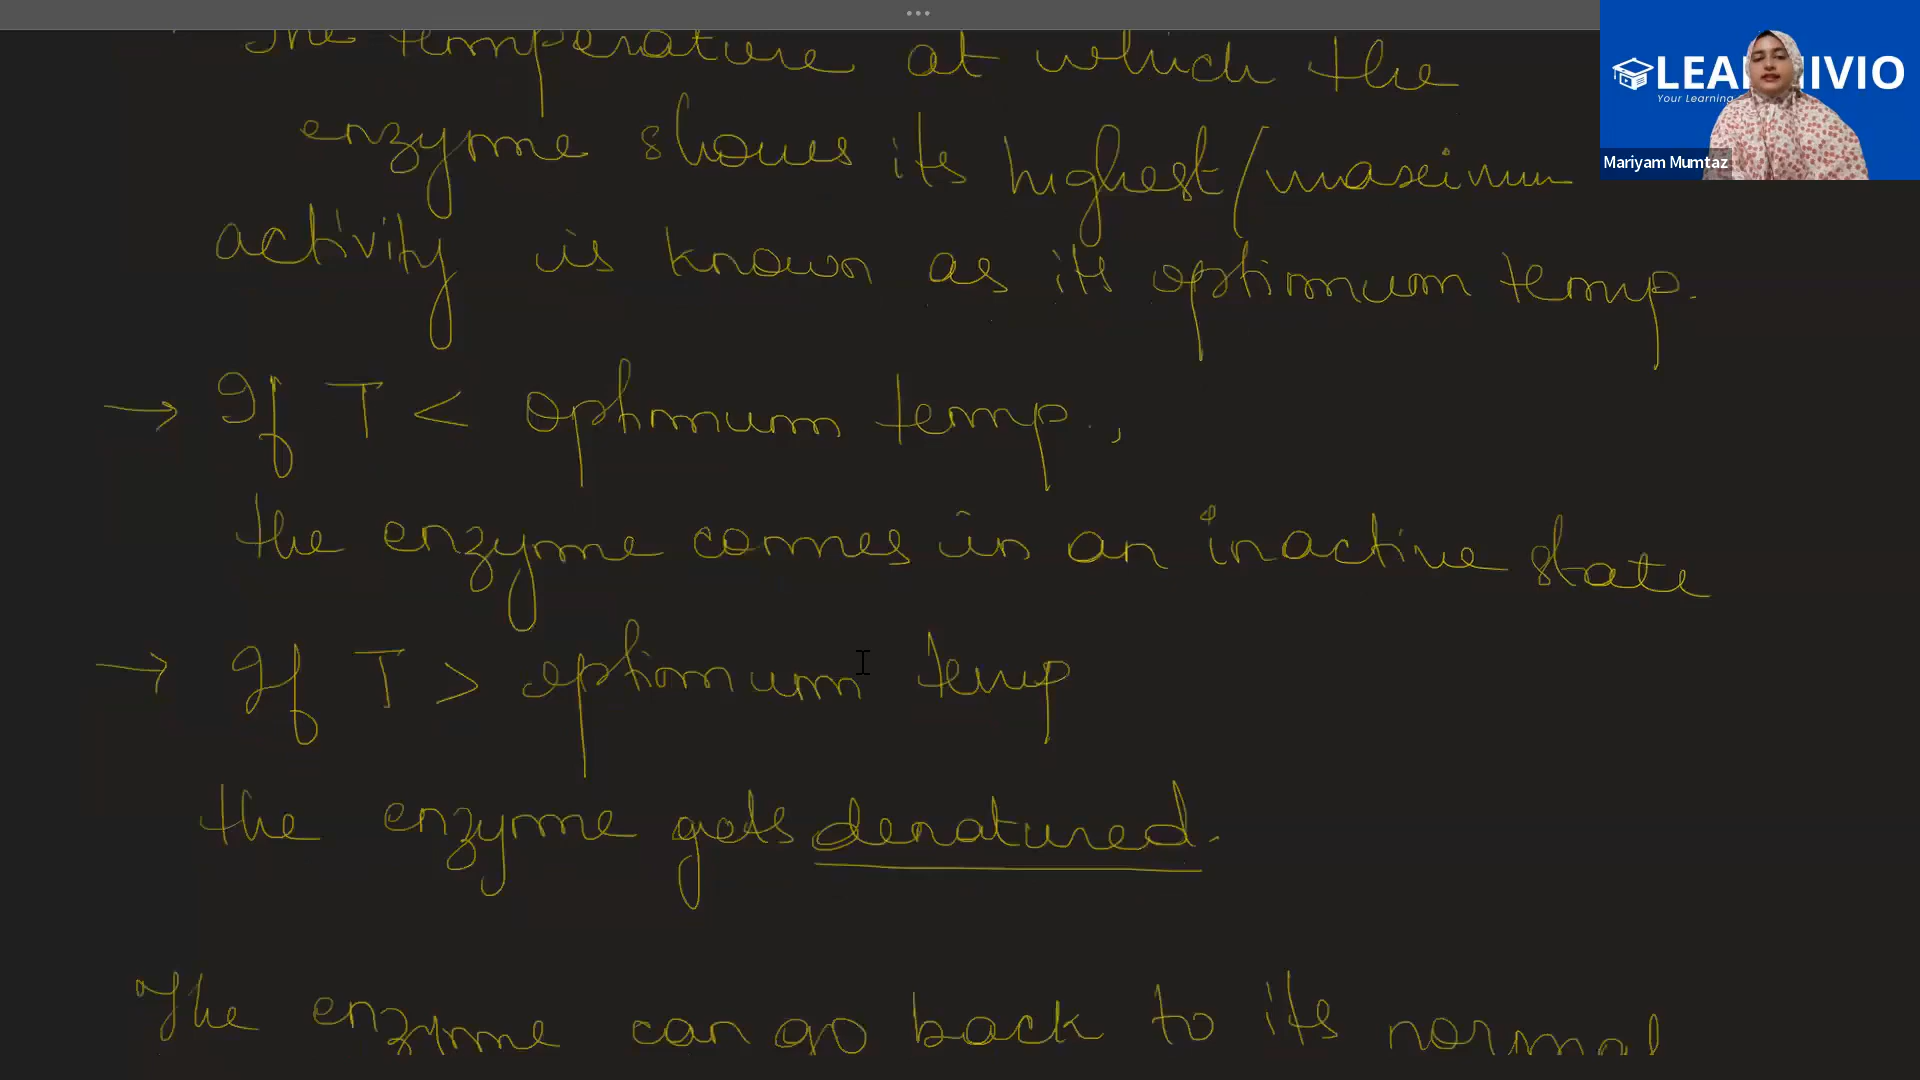 The temperature at which the
enzyme shows its highest/maximum
activity is known as its optimum temp.
→ If T < optimum temp.,
the enzyme comes in an inactive state
→ If T > optimum temp
the enzyme gets denatured.
The enzyme can go back to its normal
LEA IVIO
Your Learning
Mariyam Mumtaz